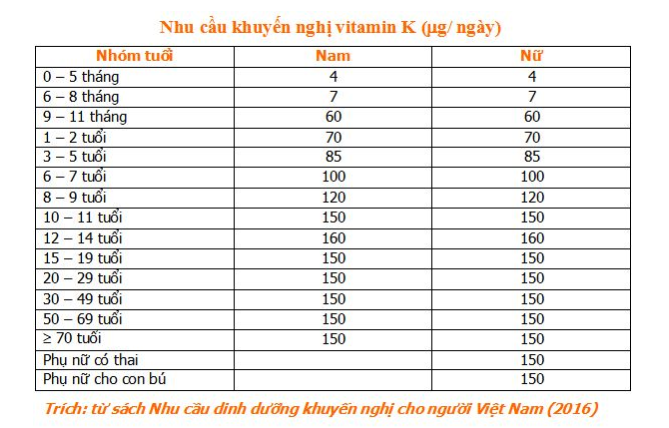 Nhu cầu khuyến nghị vitamin K (µg/ ngày)
Nhóm tuổi Nam Nữ
0 – 5 tháng 4 4
6 – 8 tháng 7 7
9 – 11 tháng 60 60
1 – 2 tuổi 70 70
3 – 5 tuổi 85 85
6 – 7 tuổi 100 100
8 – 9 tuổi 120 120
10 – 11 tuổi 150 150
12 – 14 tuổi 160 160
15 – 19 tuổi 150 150
20 – 29 tuổi 150 150
30 – 49 tuổi 150 150
50 – 69 tuổi 150 150
≥ 70 tuổi 150 150
Phụ nữ có thai 150
Phụ nữ cho con bú 150
Trích: từ sách Nhu cầu dinh dưỡng khuyến nghị cho người Việt Nam (2016)